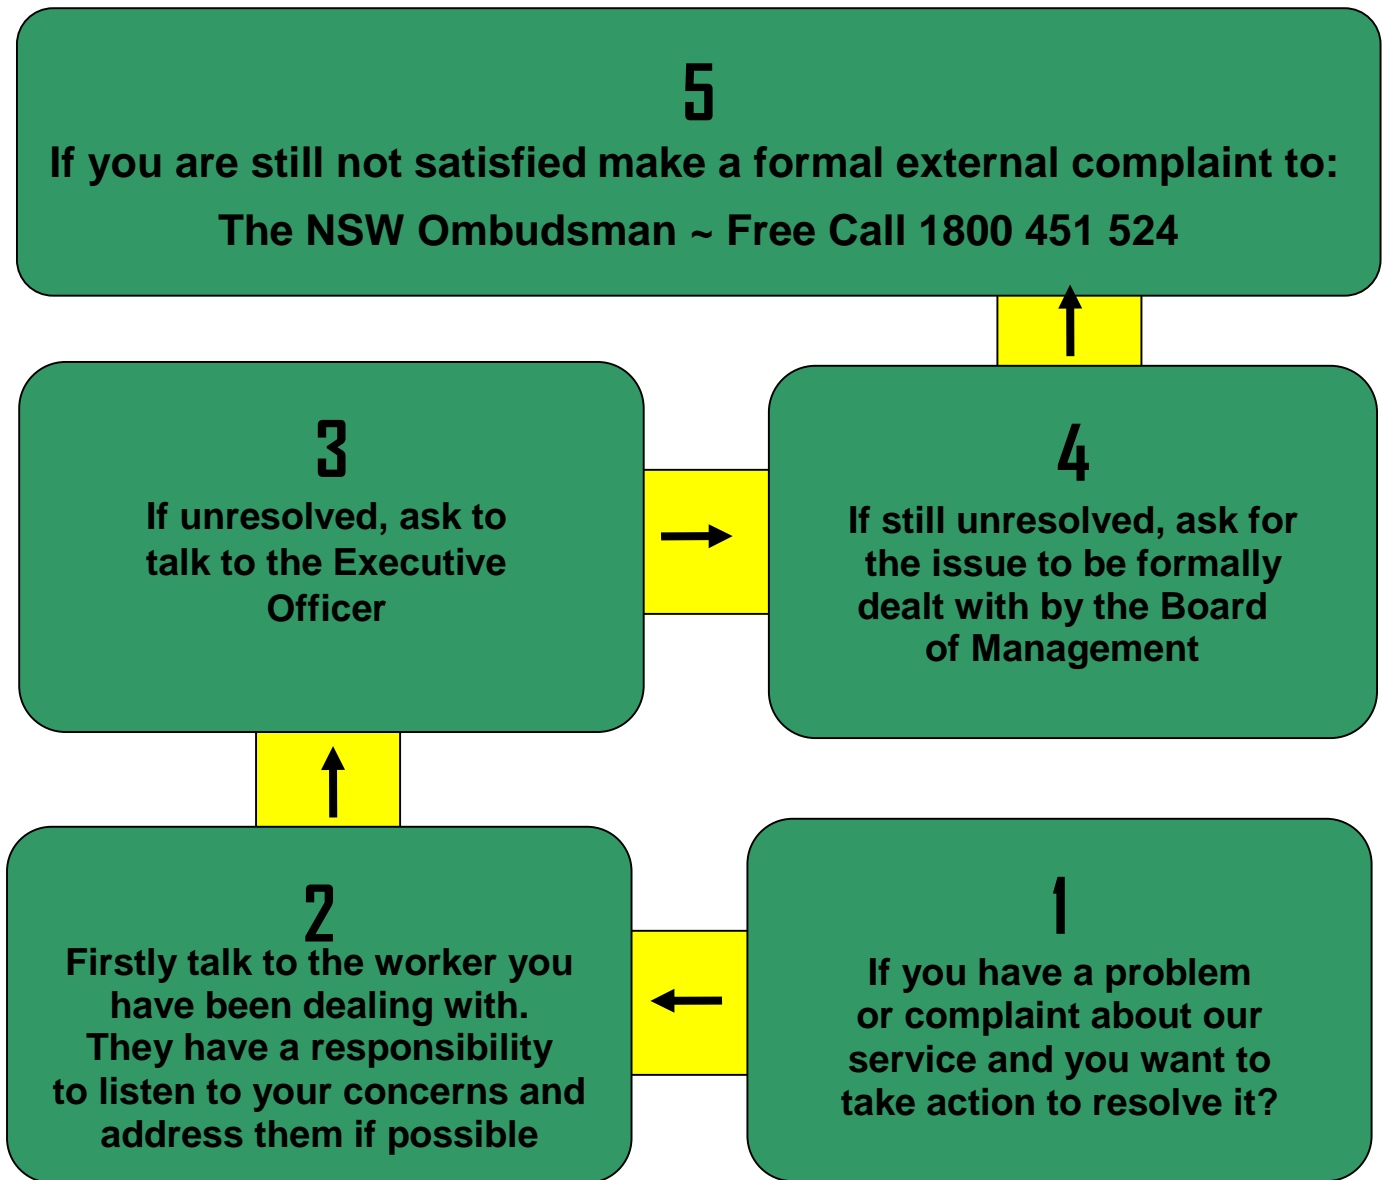 5
If you are still not satisfied make a formal external complaint to:
The NSW Ombudsman ~ Free Call 1800 451 524
3
If unresolved, ask to
talk to the Executive
Officer
4
If still unresolved, ask for
the issue to be formally
dealt with by the Board
of Management
2
Firstly talk to the worker you
have been dealing with.
They have a responsibility
to listen to your concerns and
address them if possible
1
If you have a problem
or complaint about our
service and you want to
take action to resolve it?